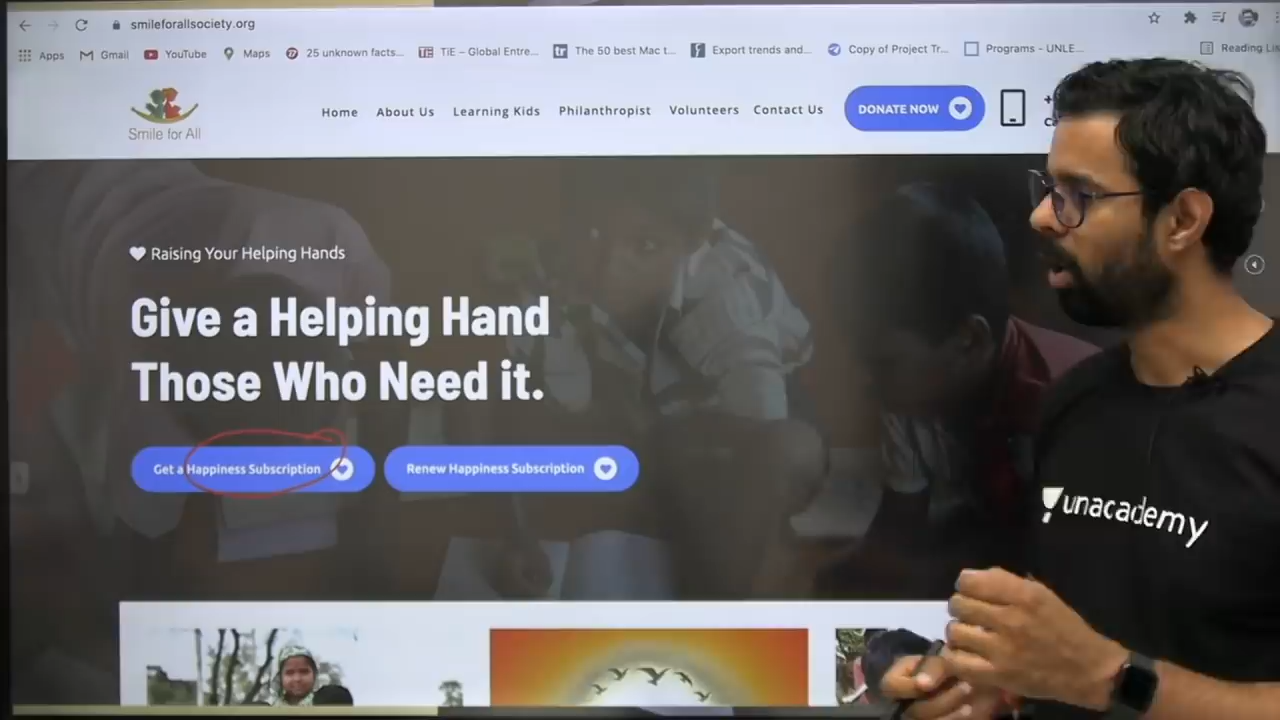 smileforallsociety.org
Apps Gmail YouTube Maps 25 unknown facts... TiE – Global Entre... The 50 best Mac t... Export trends and... Copy of Project Tr... Programs - UNLE... Reading
Smile for All
Home About Us Learning Kids Philanthropist Volunteers Contact Us DONATE NOW
Raising Your Helping Hands
Give a Helping Hand
Those Who Need it.
Get a Happiness Subscription Renew Happiness Subscription
unacademy